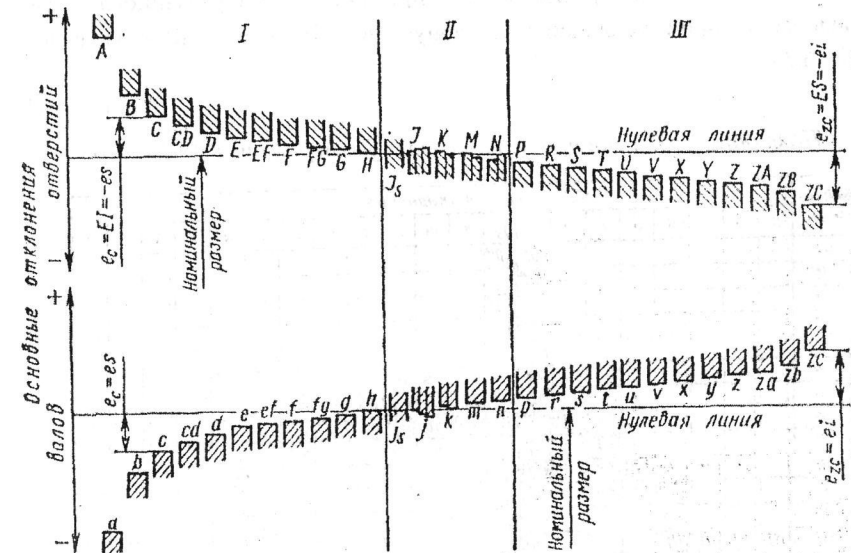 +
I
II
III
A
B
C
CD
D
E
EF
F
FG
G
H
Js
J
K
M
N
P
R
S
T
U
V
X
Y
Z
ZA
ZB
ZC
Нулевая линия
e_c = EI = -es
e_zc = ES = -ei
Номинальный
размер
-
Основные отклонения
отверстий
валов
+
a
b
c
cd
d
e
ef
f
fy
g
h
Js
j
k
m
n
p
r
s
t
u
v
x
y
z
za
zb
zc
Нулевая линия
e_c = es
e_zc = ei
Номинальный
размер
-